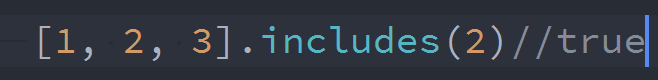 [1, 2, 3].includes(2)//true